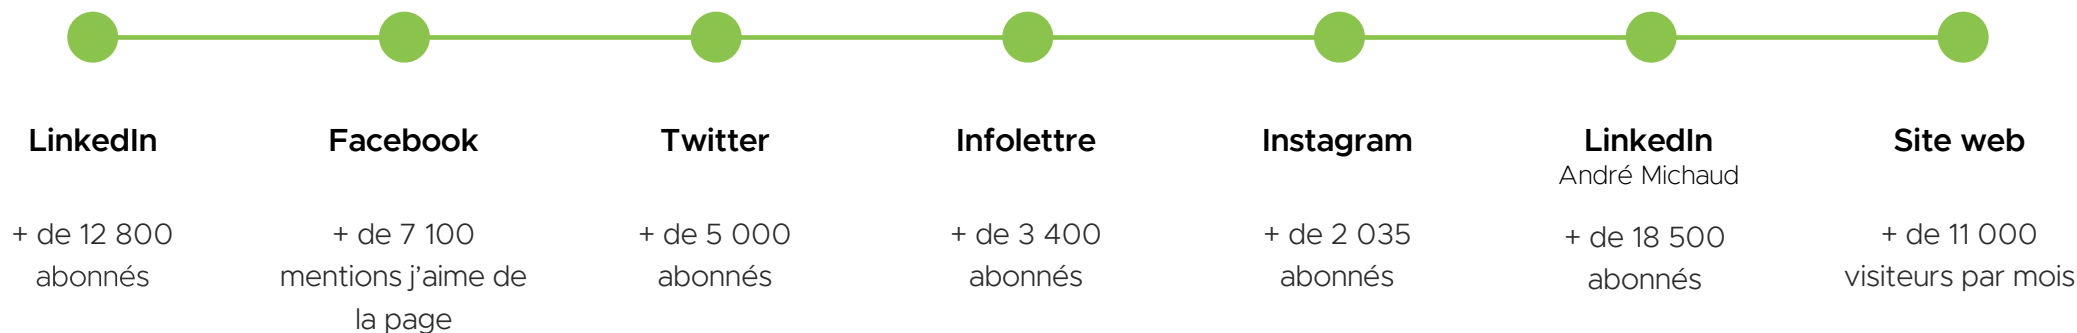 LinkedIn
+ de 12 800
abonnés
Facebook
+ de 7 100
mentions j’aime de
la page
Twitter
+ de 5 000
abonnés
Infolettre
+ de 3 400
abonnés
Instagram
+ de 2 035
abonnés
LinkedIn
André Michaud
+ de 18 500
abonnés
Site web
+ de 11 000
visiteurs par mois